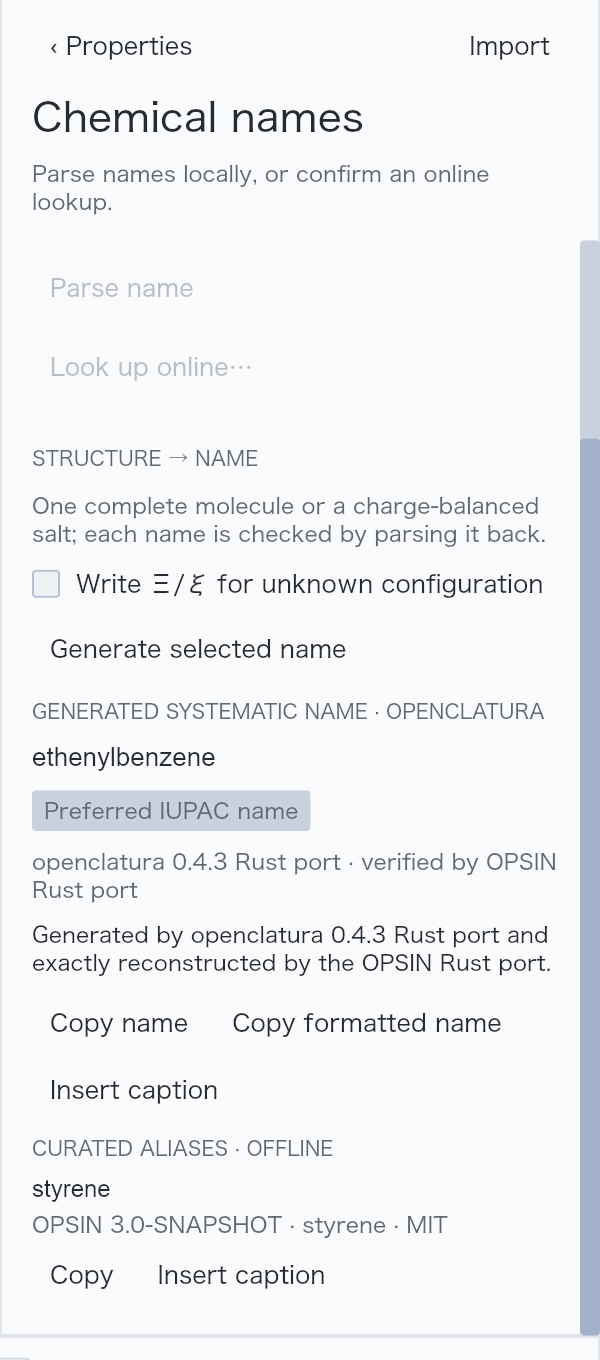 ‹ Properties
Import
Chemical names
Parse names locally, or confirm an online
lookup.
Parse name
Look up online⋯
STRUCTURE → NAME
One complete molecule or a charge-balanced
salt; each name is checked by parsing it back.
Write Ξ/ξ for unknown configuration
Generate selected name
GENERATED SYSTEMATIC NAME · OPENCLATURA
ethenylbenzene
Preferred IUPAC name
openclatura 0.4.3 Rust port · verified by OPSIN
Rust port
Generated by openclatura 0.4.3 Rust port and
exactly reconstructed by the OPSIN Rust port.
Copy name
Copy formatted name
Insert caption
CURATED ALIASES · OFFLINE
styrene
OPSIN 3.0-SNAPSHOT · styrene · MIT
Copy
Insert caption